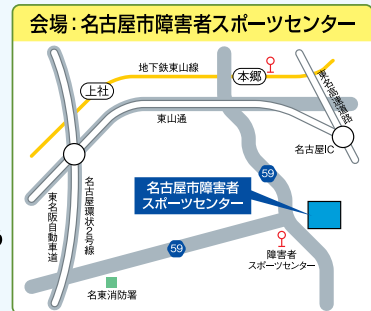 会場：名古屋市障害者スポーツセンター
地下鉄東山線
本郷
上社
東名高速道路
東山通
名古屋IC
59
名古屋市障害者
スポーツセンター
東名阪自動車道
名古屋環状2号線
59
障害者
スポーツセンター
名東消防署